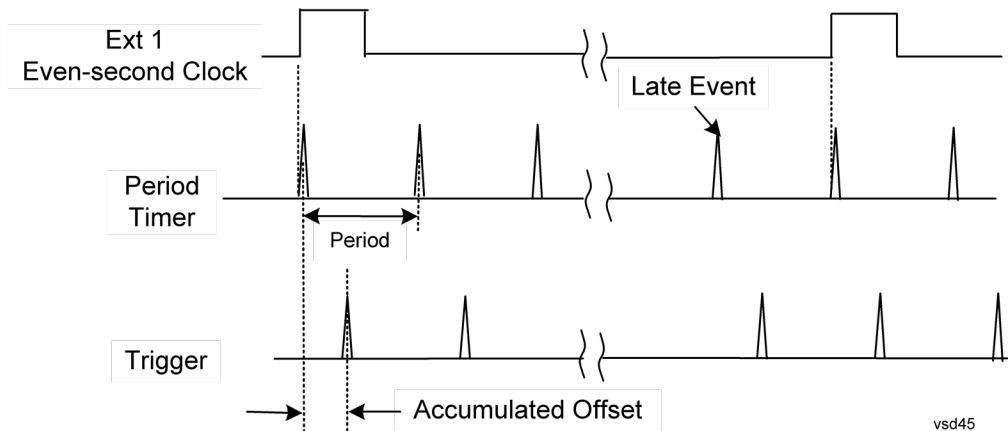 Ext 1
Even-second Clock
Late Event
Period
Timer
Period
Trigger
Accumulated Offset
vsd45